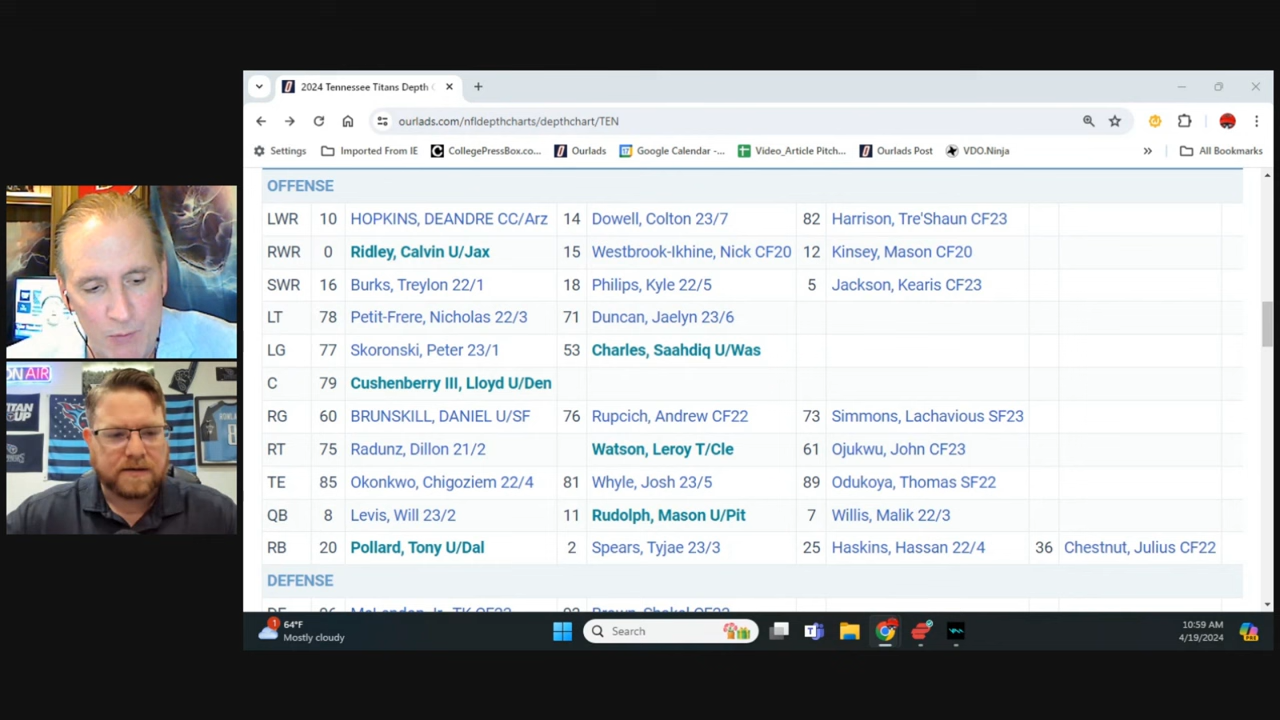 2024 Tennessee Titans Depth
ourlads.com/nfldepthcharts/depthchart/TEN
Settings Imported From IE CollegePressBox.co... Ourlads Google Calendar -... Video_Article Pitch... Ourlads Post VDO.Ninja » All Bookmarks
OFFENSE
LWR 10 HOPKINS, DEANDRE CC/Arz 14 Dowell, Colton 23/7 82 Harrison, Tre'Shaun CF23
RWR 0 Ridley, Calvin U/Jax 15 Westbrook-Ikhine, Nick CF20 12 Kinsey, Mason CF20
SWR 16 Burks, Treylon 22/1 18 Philips, Kyle 22/5 5 Jackson, Kearis CF23
LT 78 Petit-Frere, Nicholas 22/3 71 Duncan, Jaelyn 23/6
LG 77 Skoronski, Peter 23/1 53 Charles, Saahdiq U/Was
C 79 Cushenberry III, Lloyd U/Den
RG 60 BRUNSKILL, DANIEL U/SF 76 Rupcich, Andrew CF22 73 Simmons, Lachavious SF23
RT 75 Radunz, Dillon 21/2 Watson, Leroy T/Cle 61 Ojukwu, John CF23
TE 85 Okonkwo, Chigoziem 22/4 81 Whyle, Josh 23/5 89 Odukoya, Thomas SF22
QB 8 Levis, Will 23/2 11 Rudolph, Mason U/Pit 7 Willis, Malik 22/3
RB 20 Pollard, Tony U/Dal 2 Spears, Tyjae 23/3 25 Haskins, Hassan 22/4 36 Chestnut, Julius CF22
DEFENSE
ON AIR
TITAN
UP
1 64°F
Mostly cloudy
Search
10:59 AM
4/19/2024